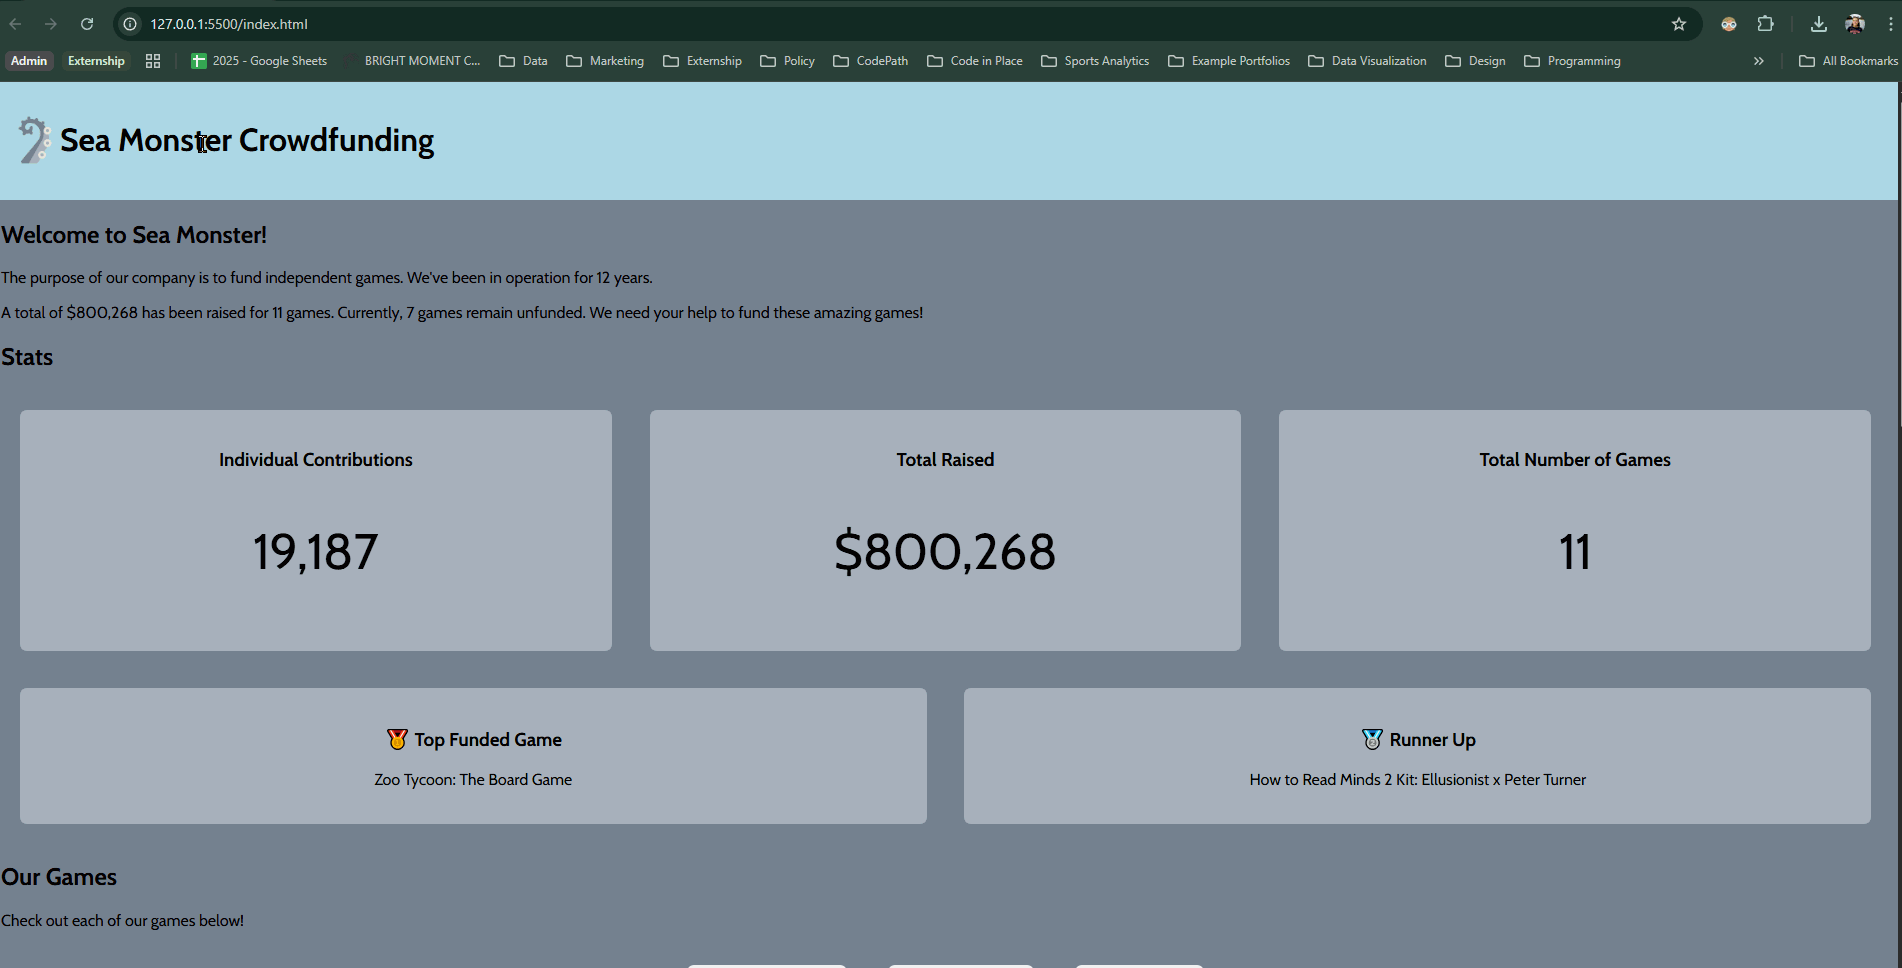 127.0.0.1:5500/index.html
Admin Externship 2025 - Google Sheets BRIGHT MOMENT C... Data Marketing Externship Policy CodePath Code in Place Sports Analytics Example Portfolios Data Visualization Design Programming » All Bookmarks
Sea Monster Crowdfunding
Welcome to Sea Monster!
The purpose of our company is to fund independent games. We've been in operation for 12 years.
A total of $800,268 has been raised for 11 games. Currently, 7 games remain unfunded. We need your help to fund these amazing games!
Stats
Individual Contributions
19,187
Total Raised
$800,268
Total Number of Games
11
Top Funded Game
Zoo Tycoon: The Board Game
Runner Up
How to Read Minds 2 Kit: Ellusionist x Peter Turner
Our Games
Check out each of our games below!